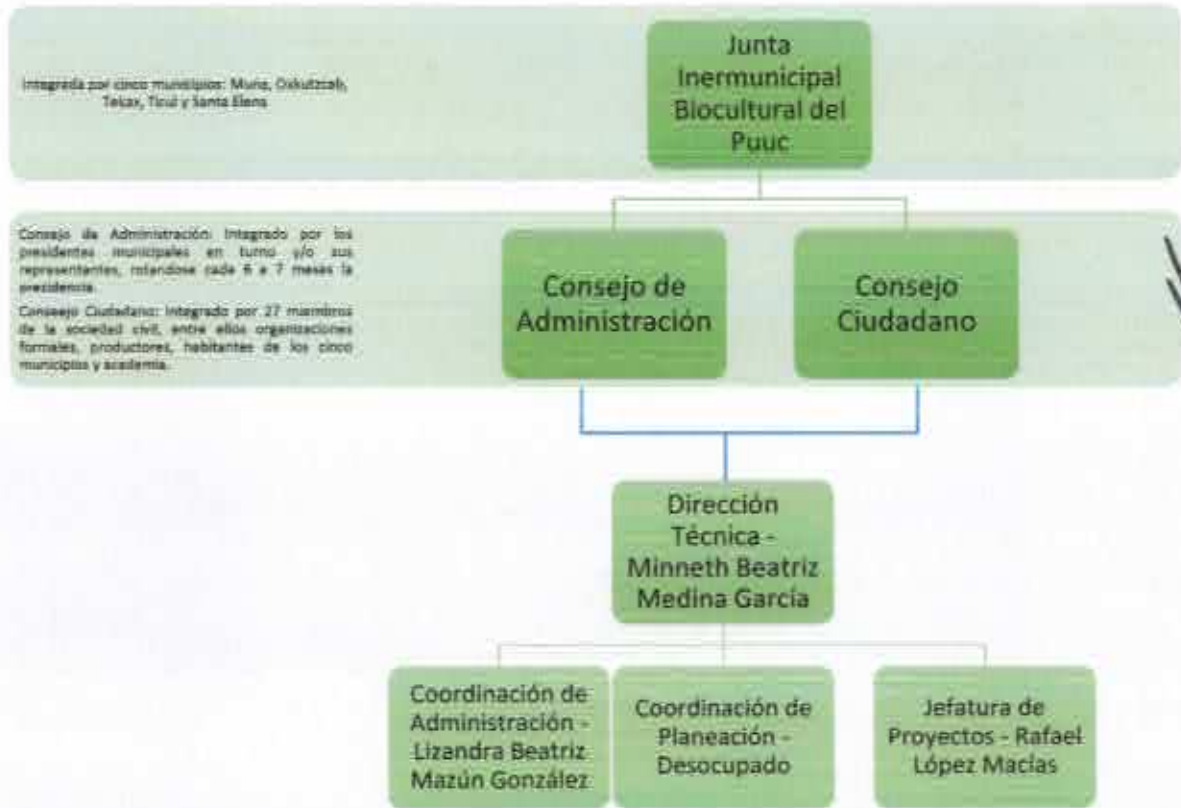 Junta
Inermunicipal
Biocultural del
Puuc
Integrada por cinco municipios: Muna, Oxkutzcab,
Tekax, Ticul y Santa Elena
Consejo de Administración: Integrado por los
presidentes municipales en turno y/o sus
representantes, rotandose cada 6 a 7 meses la
presidencia.
Conseejo Ciudadano: Integrado por 27 miembros
de la sociedad civil, entre ellos organizaciones
formales, productores, habitantes de los cinco
municipios y academia.
Consejo de
Administración
Consejo
Ciudadano
Dirección
Técnica -
Minneth Beatriz
Medina García
Coordinación de
Administración -
Lizandra Beatriz
Mazún González
Coordinación de
Planeación -
Desocupado
Jefatura de
Proyectos - Rafael
López Macías